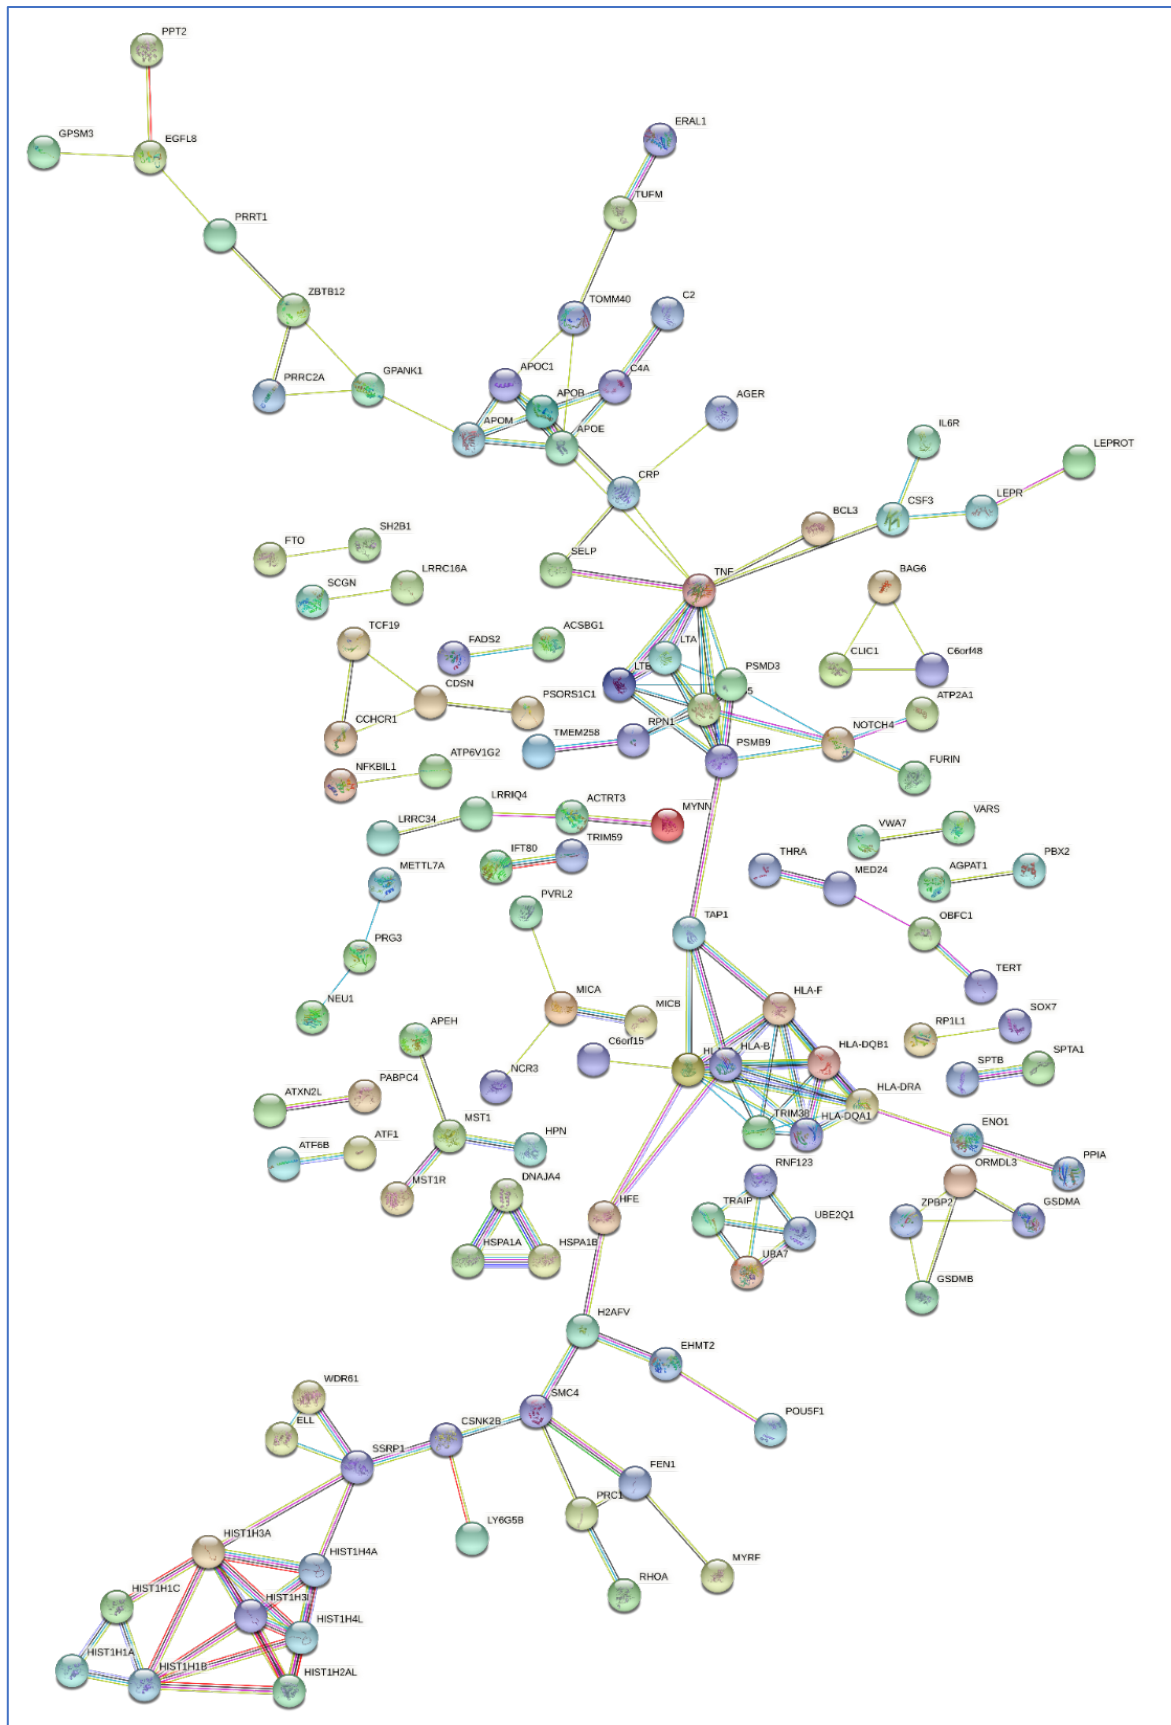 PPT2
GPSM3
EGFL8
ERAL1
TUFM
PRRT1
ZBTB12
C2
TOMM40
PRRC2A
GPANK1
APOC1
C4A
APOB
AGER
APOM
APOE
IL6R
LEPROT
CRP
CSF3
LEPR
BCL3
SH2B1
FTO
SELP
TNF
BAG6
LRRC16A
SCGN
TCF19
FADS2
ACSBG1
LTA
CLIC1
C6orf48
PSMD3
CDSN
PSORS1C1
ATP2A1
CCHCR1
TMEM258
RPN1
NOTCH4
PSMB9
ATP6V1G2
NFKBIL1
FURIN
LRRIQ4
ACTRT3
MYNN
LRRC34
TRIM59
IFT80
VARS
VWA7
THRA
MED24
PBX2
AGPAT1
METTL7A
PVRL2
TAP1
OBFC1
PRG3
TERT
NEU1
MICA
MICB
HLA-F
SOX7
RP1L1
APEH
C6orf15
HLA-B
HLA-DQB1
SPTB
SPTA1
NCR3
PABPC4
ATXN2L
HLA-DRA
TRIM38
HLA-DQA1
MST1
HPN
ENO1
ATF6B
ATF1
PPIA
MST1R
DNAJA4
RNF123
ORMDL3
HFE
TRAIP
UBE2Q1
ZPBP2
GSDMA
HSPA1A
HSPA1B
UBA7
GSDMB
H2AFV
EHMT2
WDR61
SMC4
POU5F1
ELL
CSNK2B
SSRP1
FEN1
PRC1
LY6G5B
HIST1H3A
HIST1H4A
MYRF
RHOA
HIST1H1C
HIST1H3I
HIST1H4L
HIST1H1A
HIST1H1B
HIST1H2AL